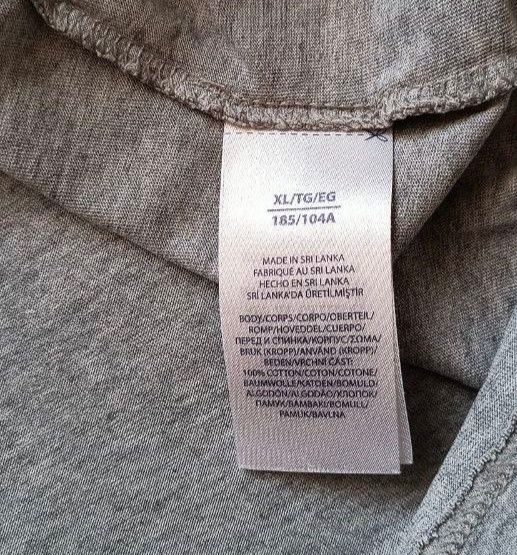 XL/TG/EG
185/104A
MADE IN SRI LANKA
FABRIQUÉ AU SRI LANKA
HECHO EN SRI LANKA
SRİ LANKA'DA ÜRETİLMİŞTİR
BODY/CORPS/CORPO/OBERTEIL/
ROMP/HOVEDDEL/CUERPO/
ПЕРЕД И СПИНКА/КОРПУС/ΣΩΜΑ/
BRUK (KROPP)/ANVÄND (KROPP)/
BEDEN/VRCHNÍ ČÁST:
100% COTTON/COTON/COTONE/
BAUMWOLLE/KATOEN/BOMULD/
ALGODÓN/ALGODÃO/ХЛОПОК/
ПАМУК/ΒΑΜΒΑΚΙ/BOMULL/
PAMUK/BAVLNA